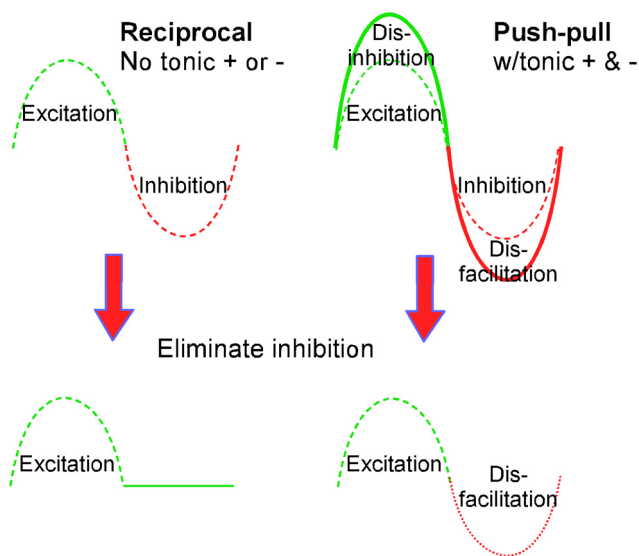 Reciprocal
No tonic + or -
Excitation
Inhibition
Dis-
inhibition
Push-pull
w/tonic + & -
Excitation
Inhibition
Dis-
facilitation
Eliminate inhibition
Excitation
Excitation
Dis-
facilitation